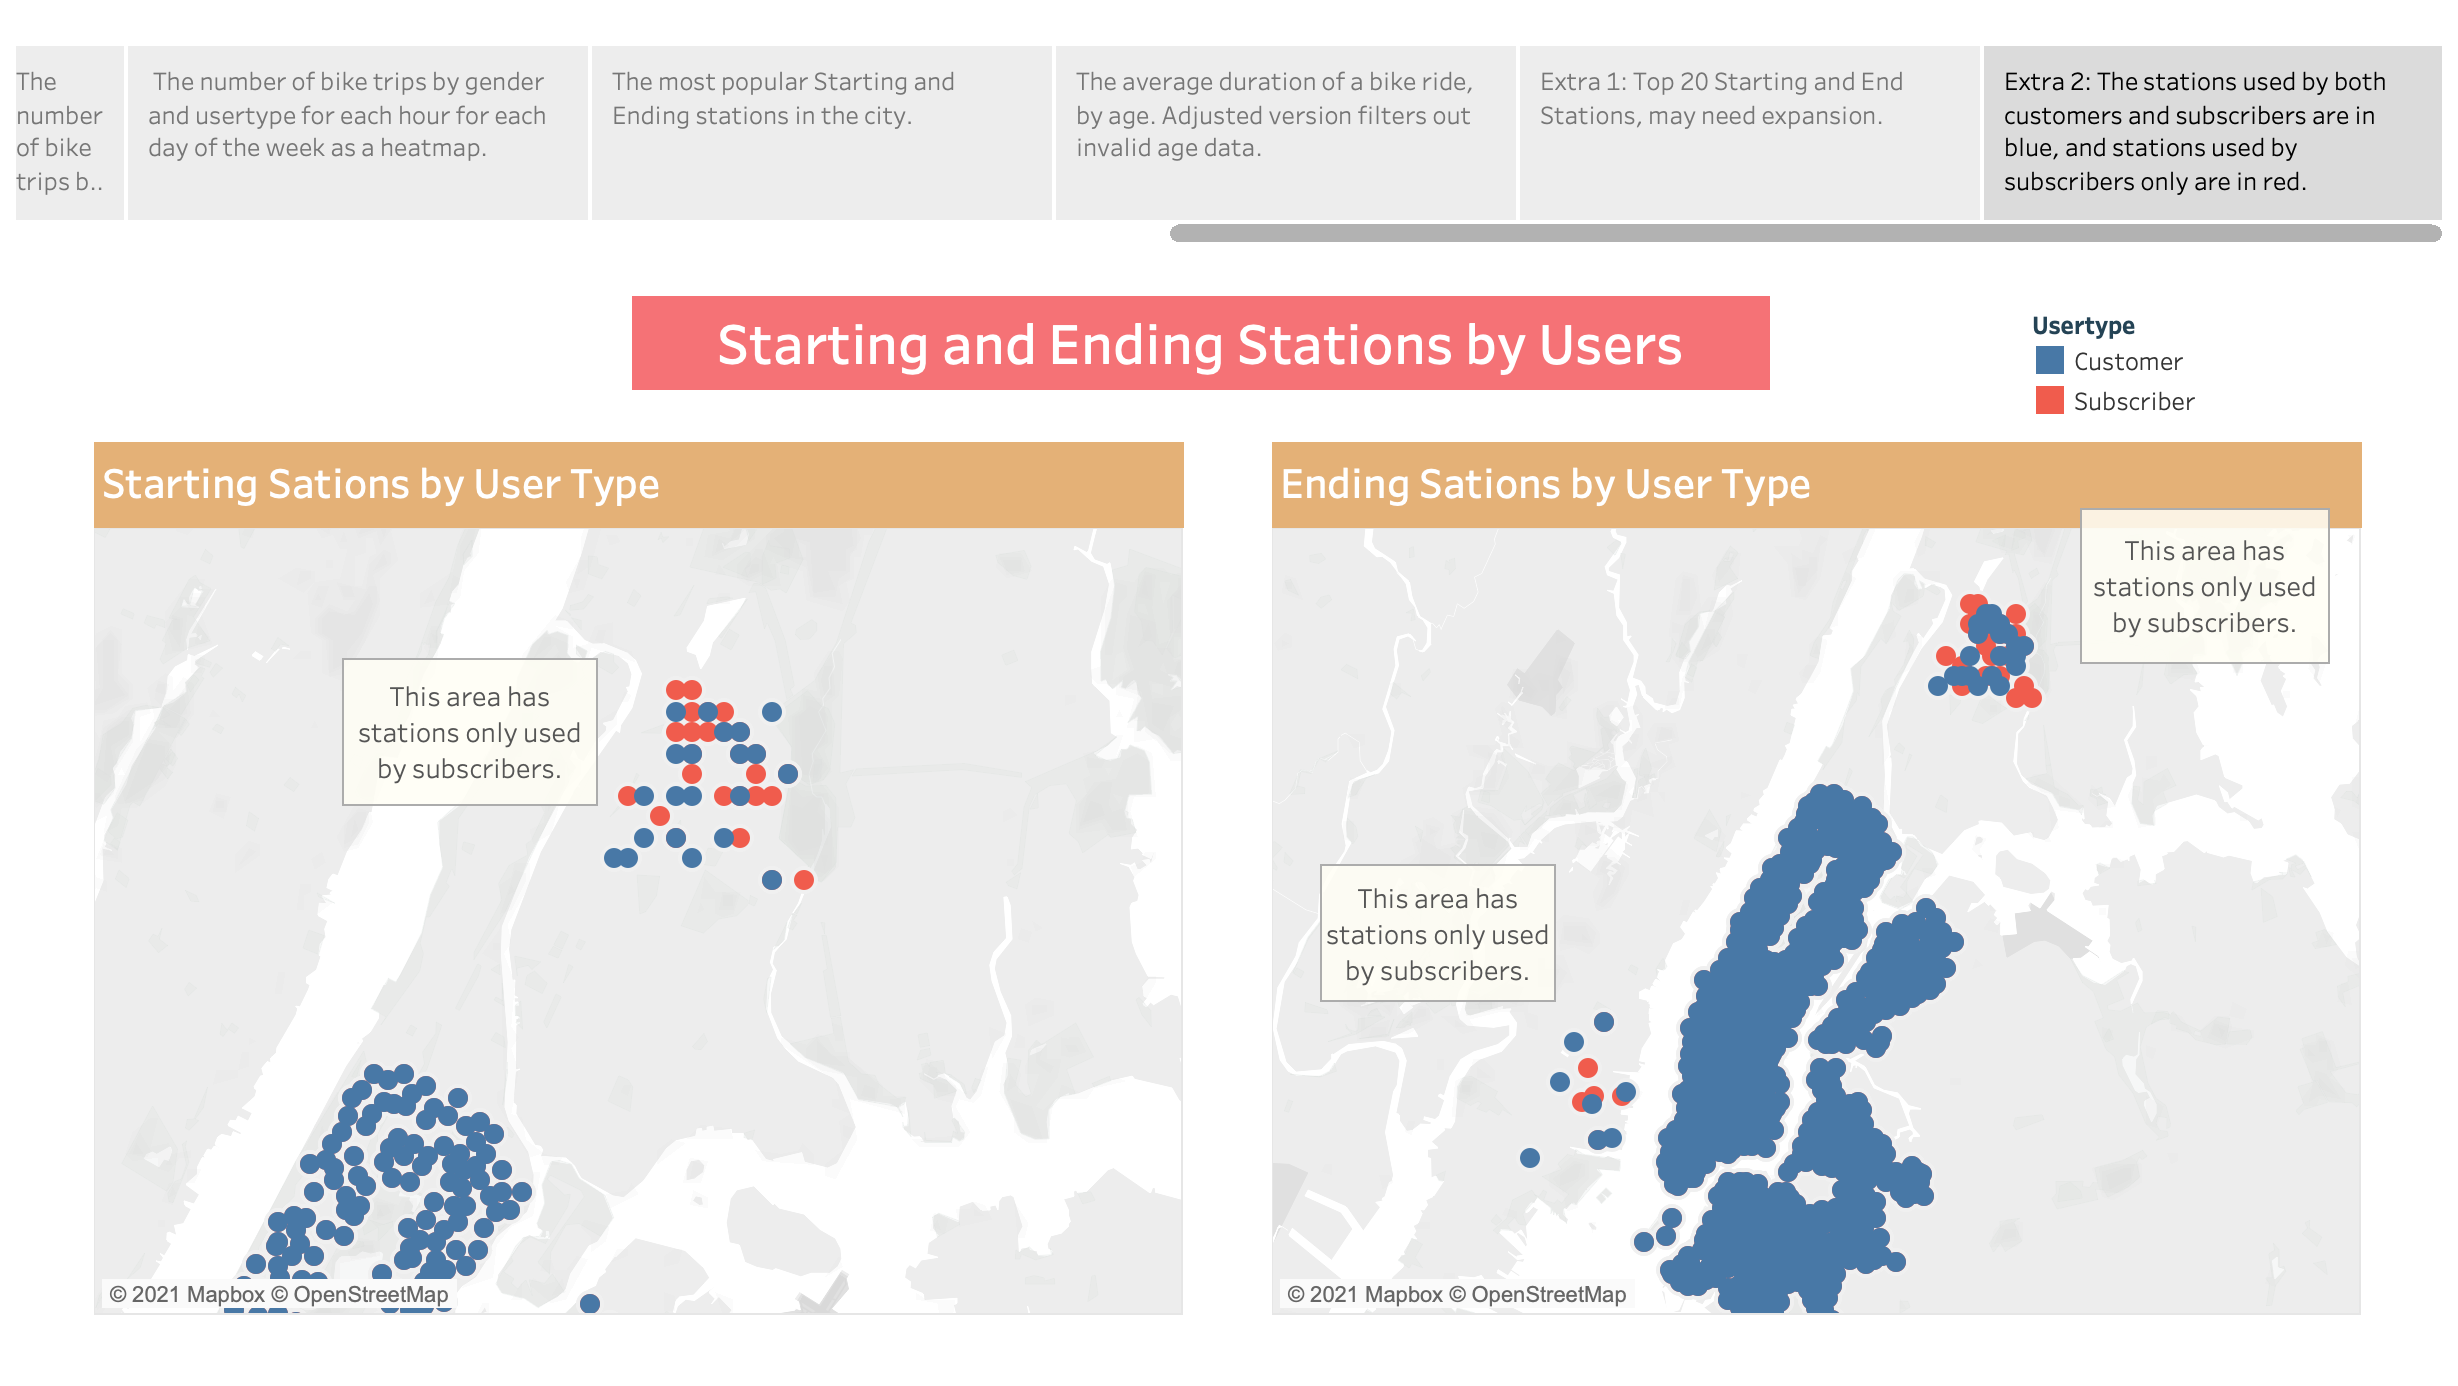 The
number
of bike
trips b..
The number of bike trips by gender
and usertype for each hour for each
day of the week as a heatmap.
The most popular Starting and
Ending stations in the city.
The average duration of a bike ride,
by age. Adjusted version filters out
invalid age data.
Extra 1: Top 20 Starting and End
Stations, may need expansion.
Extra 2: The stations used by both
customers and subscribers are in
blue, and stations used by
subscribers only are in red.
Starting and Ending Stations by Users
Usertype
Customer
Subscriber
Starting Sations by User Type
This area has
stations only used
by subscribers.
© 2021 Mapbox © OpenStreetMap
Ending Sations by User Type
This area has
stations only used
by subscribers.
This area has
stations only used
by subscribers.
© 2021 Mapbox © OpenStreetMap